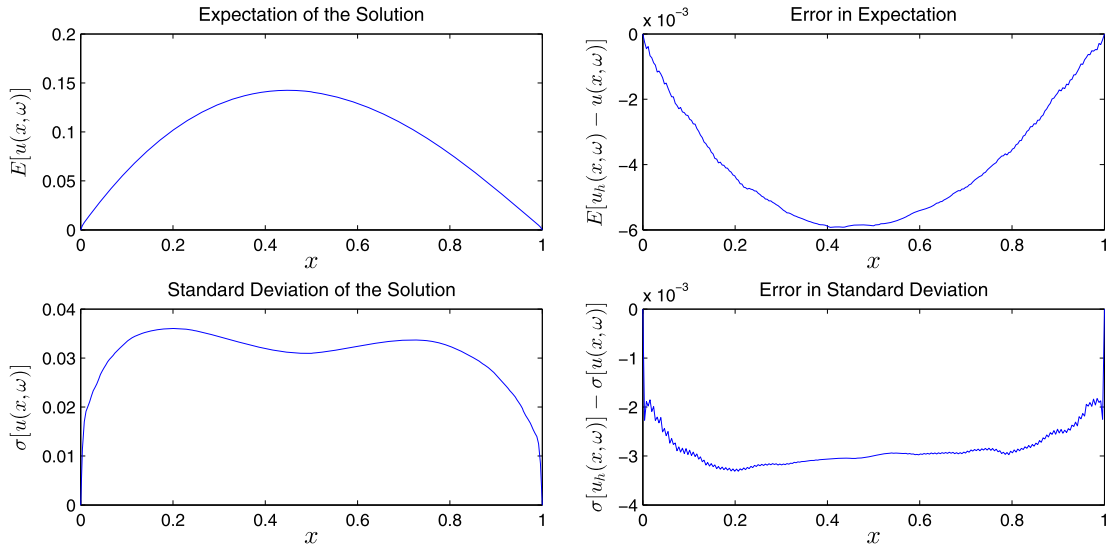 Expectation of the Solution
0.2
0.15
0.1
0.05
0
E[u(x, ω)]
0 0.2 0.4 0.6 0.8 1
x
Error in Expectation
x 10⁻³
0
−2
−4
−6
E[u_h(x, ω) − u(x, ω)]
0 0.2 0.4 0.6 0.8 1
x
Standard Deviation of the Solution
0.04
0.03
0.02
0.01
0
σ[u(x, ω)]
0 0.2 0.4 0.6 0.8 1
x
Error in Standard Deviation
x 10⁻³
0
−1
−2
−3
−4
σ[u_h(x, ω)] − σ[u(x, ω)]
0 0.2 0.4 0.6 0.8 1
x